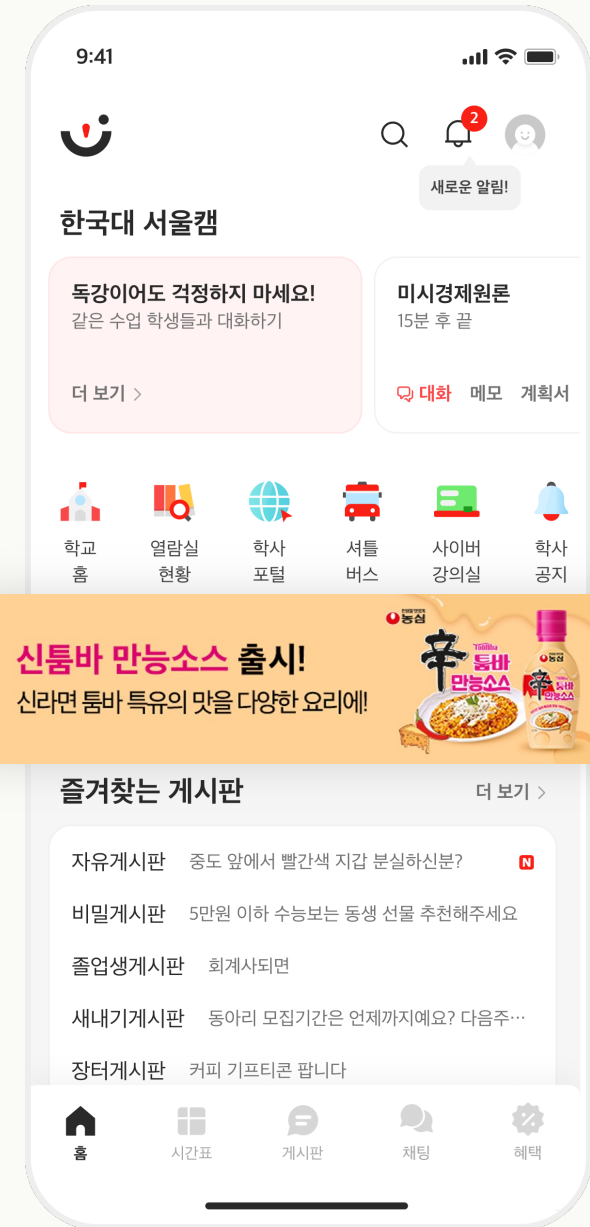 9:41
2
새로운 알림!
한국대 서울캠
독강이어도 걱정하지 마세요!
같은 수업 학생들과 대화하기
더 보기 >
미시경제원론
15분 후 끝
대화 메모 계획서
학교 홈
열람실 현황
학사 포털
셔틀 버스
사이버 강의실
학사 공지
신툼바 만능소스 출시!
신라면 툼바 특유의 맛을 다양한 요리에!
농심
辛
Toomba
툼바
만능소스
농심
辛
툼바
만능소스
즐겨찾는 게시판
더 보기 >
자유게시판 중도 앞에서 빨간색 지갑 분실하신분? N
비밀게시판 5만원 이하 수능보는 동생 선물 추천해주세요
졸업생게시판 회계사되면
새내기게시판 동아리 모집기간은 언제까지예요? 다음주…
장터게시판 커피 기프티콘 팝니다
홈 시간표 게시판 채팅 혜택